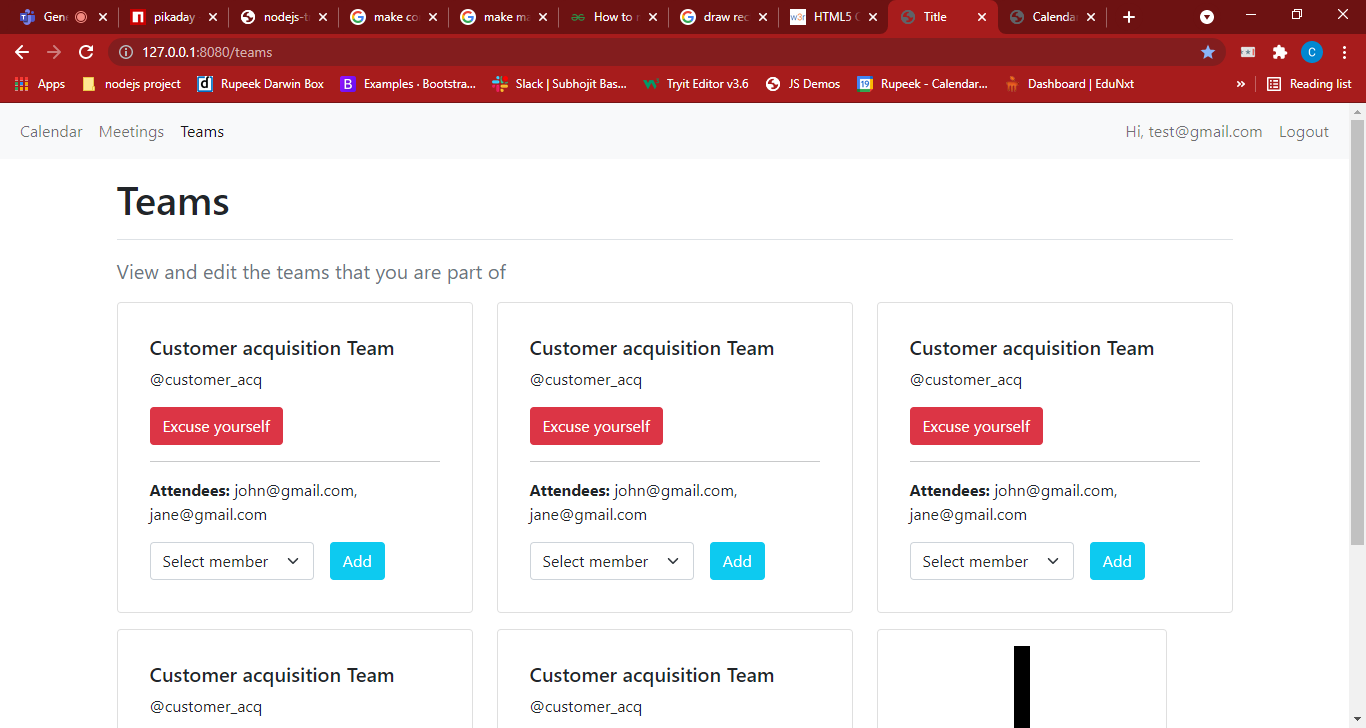 Gene pikaday nodejs-t make co make ma How to r draw rec HTML5 C Title Calenda
127.0.0.1:8080/teams C
Apps nodejs project Rupeek Darwin Box Examples · Bootstra... Slack | Subhojit Bas... Tryit Editor v3.6 JS Demos Rupeek - Calendar... Dashboard | EduNxt » Reading list
Calendar Meetings Teams Hi, test@gmail.com Logout
Teams
View and edit the teams that you are part of
Customer acquisition Team Customer acquisition Team Customer acquisition Team
@customer_acq @customer_acq @customer_acq
Excuse yourself Excuse yourself Excuse yourself
Attendees: john@gmail.com, Attendees: john@gmail.com, Attendees: john@gmail.com,
jane@gmail.com jane@gmail.com jane@gmail.com
Select member Add Select member Add Select member Add
Customer acquisition Team Customer acquisition Team
@customer_acq @customer_acq